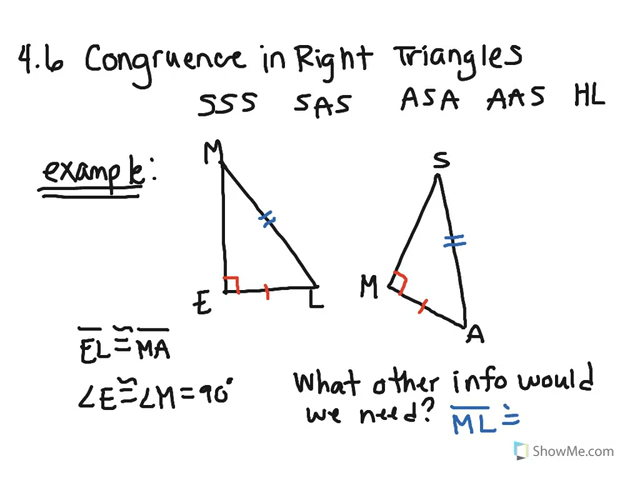 4.6 Congruence in Right Triangles
SSS SAS ASA AAS HL
example:
M
S
E
L
M
A
EL ≅ MA
∠E ≅ ∠M = 90°
What other info would
we need? ML ≅
ShowMe.com